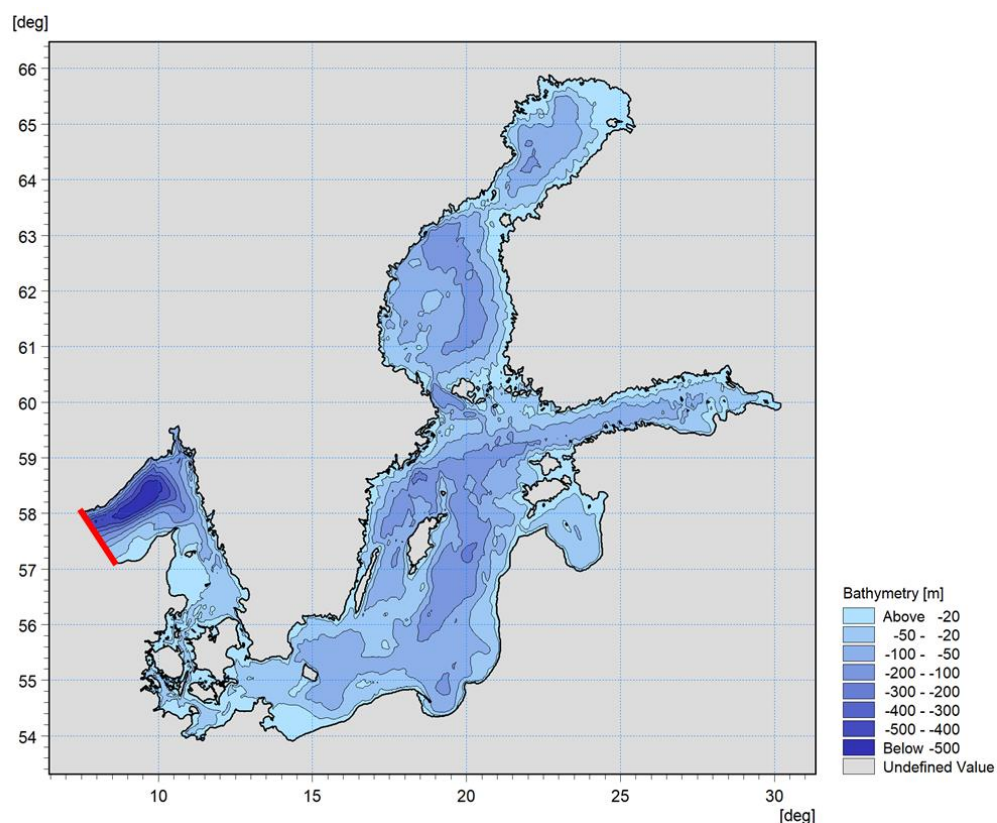 [deg]
66
65
64
63
62
61
60
59
58
57
56
55
54
10 15 20 25 30
[deg]
Bathymetry [m]
Above -20
-50 - -20
-100 - -50
-200 - -100
-300 - -200
-400 - -300
-500 - -400
Below -500
Undefined Value